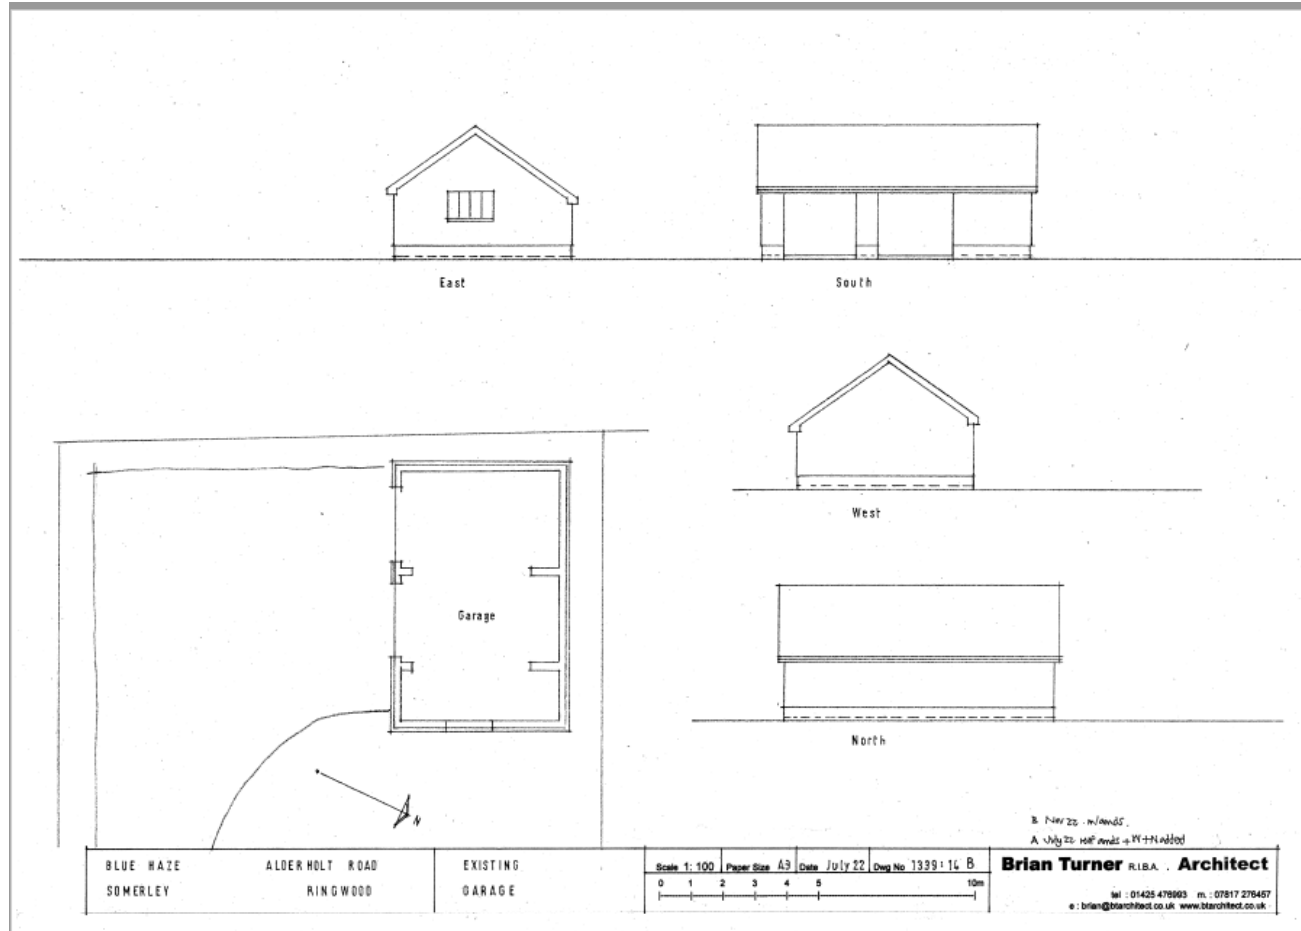 East
South
West
Garage
North
N
B Nov 22
A July 22 + W+N added
BLUE HAZE ALDERHOLT ROAD
SOMERLEY RINGWOOD
EXISTING
GARAGE
Scale 1: 100 Paper Size A3 Date July 22 Dwg No 1339: 14 B
0 1 2 3 4 5 10m
Brian Turner R.I.B.A. . Architect
tel : 01425 476993 m. : 07817 276457
e : brian@btarchitect.co.uk www.btarchitect.co.uk